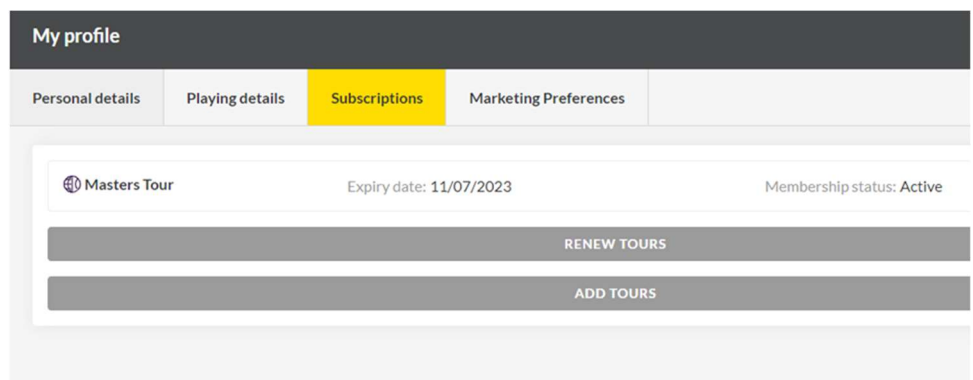 My profile
Personal details Playing details Subscriptions Marketing Preferences
Masters Tour Expiry date: 11/07/2023 Membership status: Active
RENEW TOURS
ADD TOURS